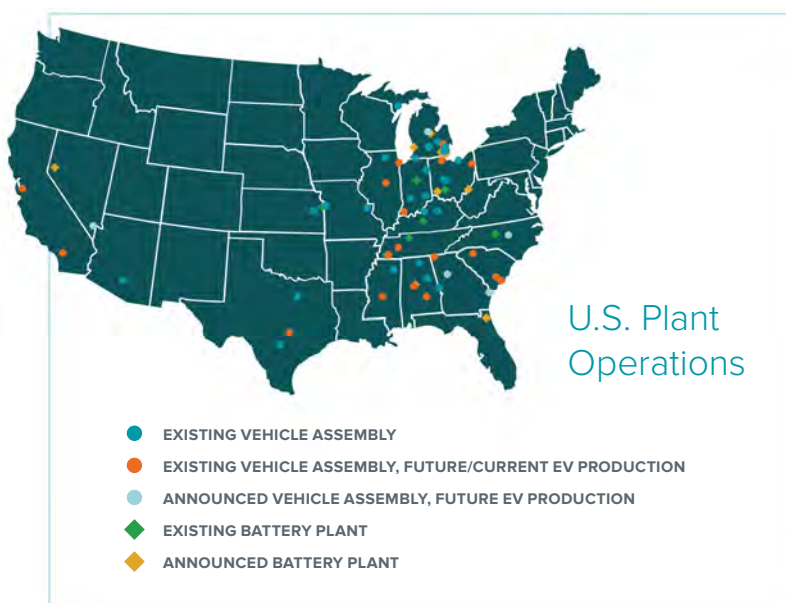 U.S. Plant
Operations
EXISTING VEHICLE ASSEMBLY
EXISTING VEHICLE ASSEMBLY, FUTURE/CURRENT EV PRODUCTION
ANNOUNCED VEHICLE ASSEMBLY, FUTURE EV PRODUCTION
EXISTING BATTERY PLANT
ANNOUNCED BATTERY PLANT